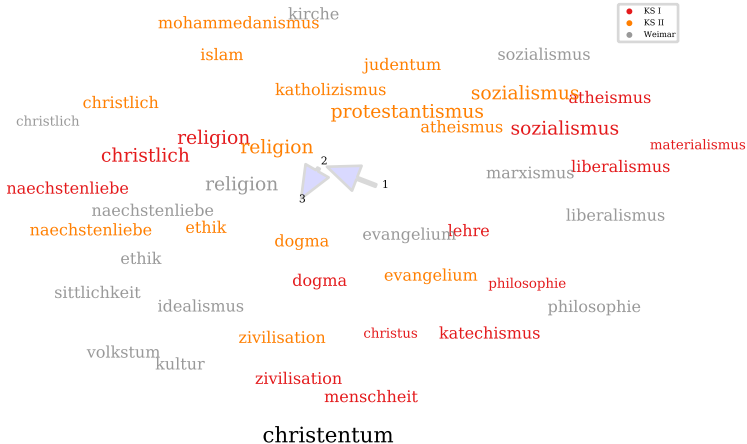 kirche
KS I
mohammedanismus
KS II
Weimar
islam
sozialismus
judentum
katholizismus
sozialismus
atheismus
christlich
protestantismus
christlich
atheismus
sozialismus
religion
religion
materialismus
christlich
2
liberalismus
marxismus
naechstenliebe
religion
1
3
naechstenliebe
liberalismus
naechstenliebe
ethik
evangelium
lehre
dogma
ethik
evangelium
dogma
philosophie
sittlichkeit
idealismus
philosophie
zivilisation
christus
katechismus
volkstum
kultur
zivilisation
menschheit
christentum